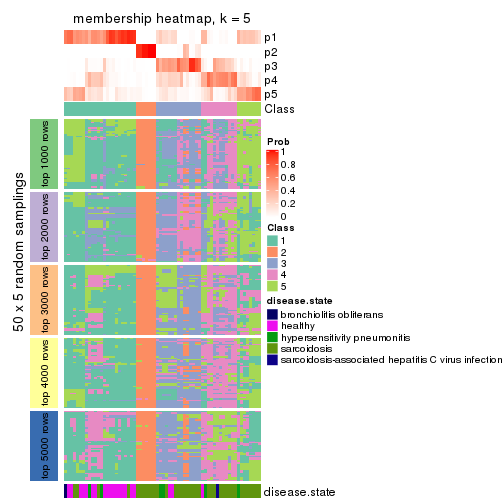 membership heatmap, k = 5
p1
p2
p3
p4
p5
Class
50 x 5 random samplings
top 1000 rows
top 2000 rows
top 3000 rows
top 4000 rows
top 5000 rows
Prob
1
0.8
0.6
0.4
0.2
0
Class
1
2
3
4
5
disease.state
bronchiolitis obliterans
healthy
hypersensitivity pneumonitis
sarcoidosis
sarcoidosis-associated hepatitis C virus infection
disease.state